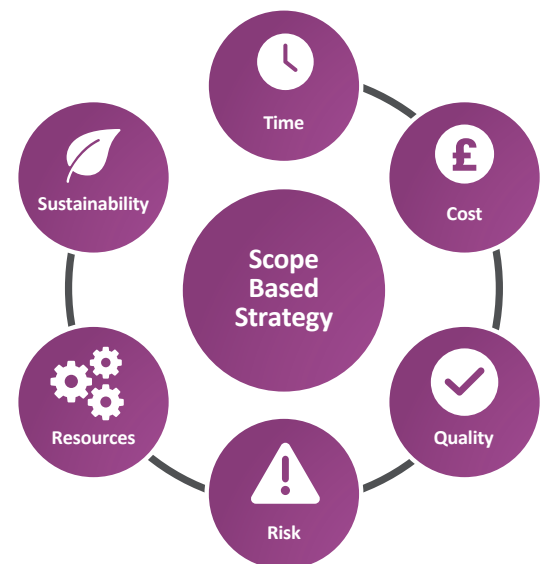 Time
Cost
£
Sustainability
Scope
Based
Strategy
Resources
Quality
Risk